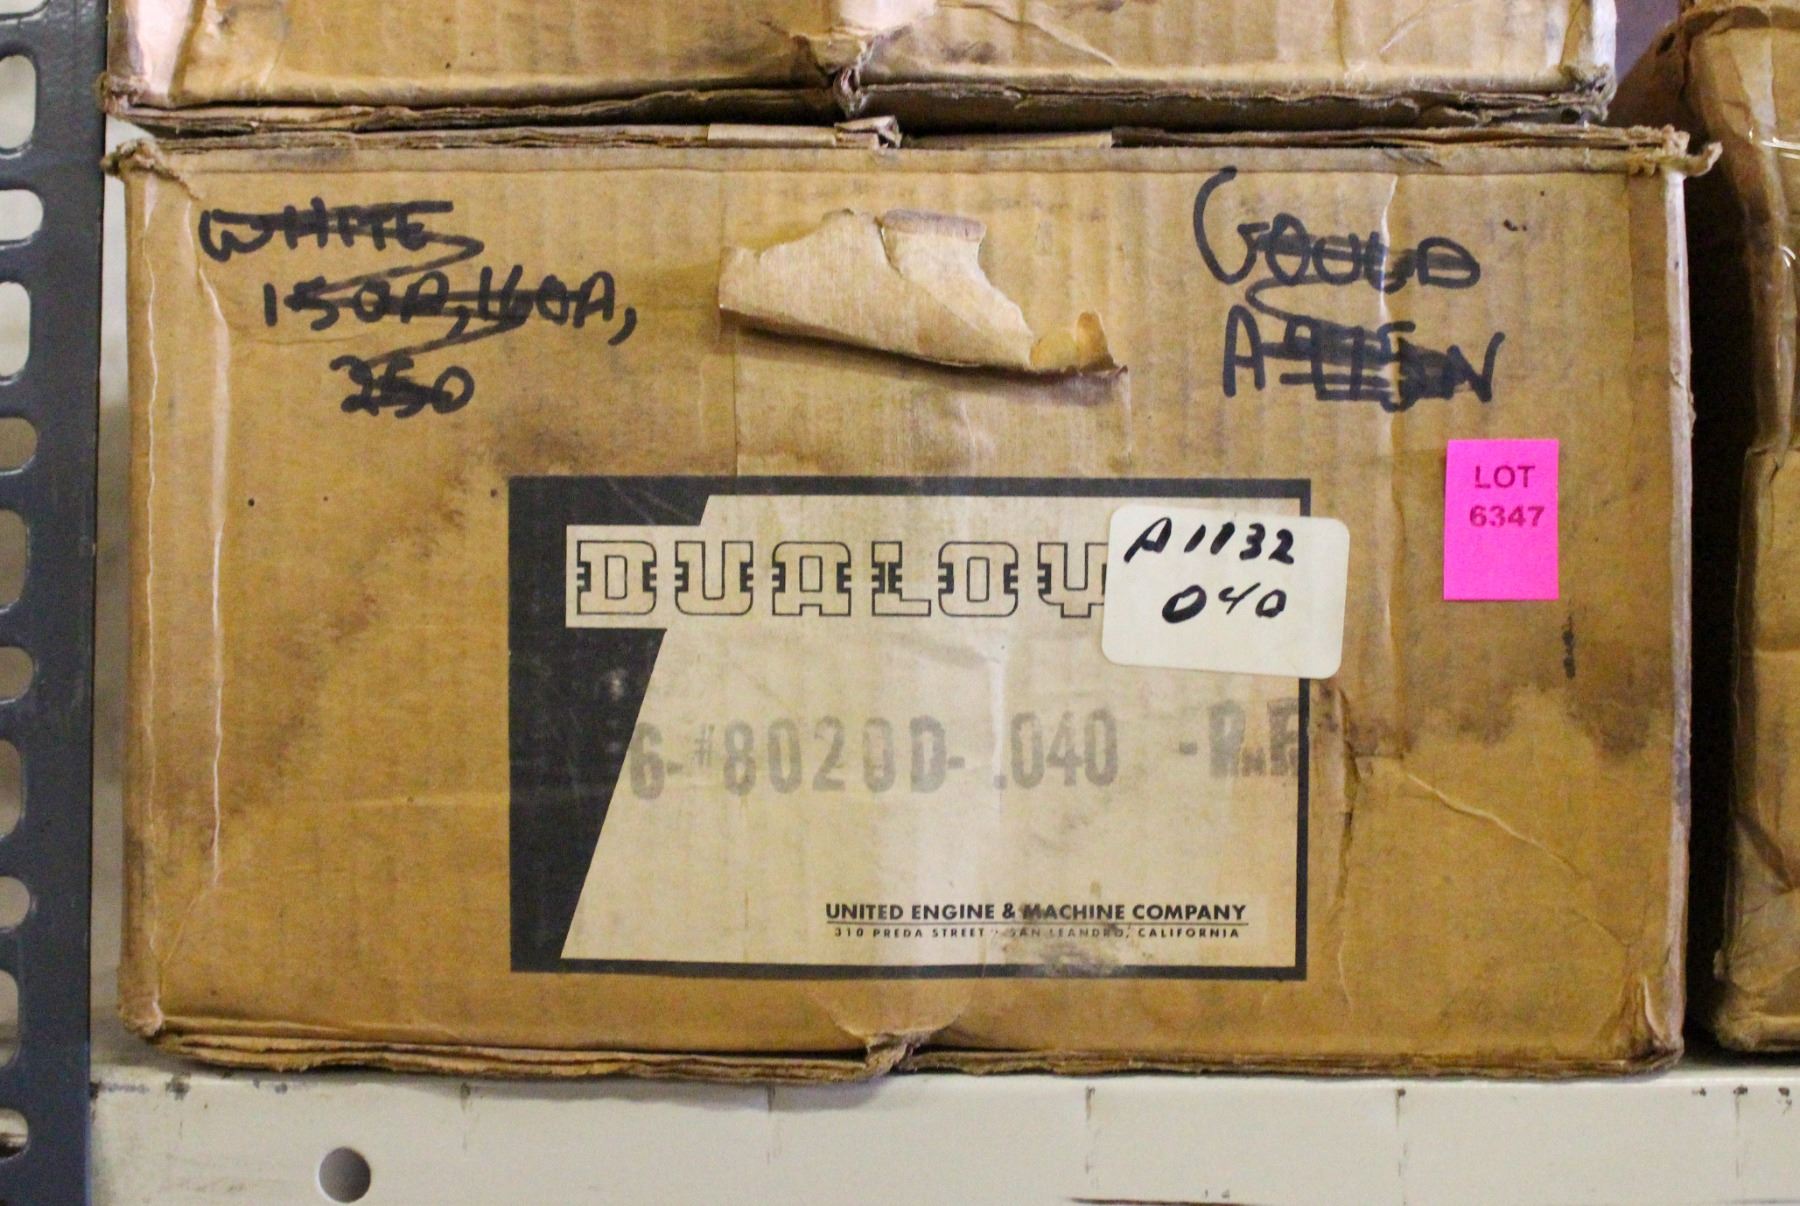 WHITE
150A, 160A,
250
GOULD
LOT
6347
DUALOY
A1132
040
6-#8020D-.040 -R
UNITED ENGINE & MACHINE COMPANY
310 PREDA STREET · SAN LEANDRO, CALIFORNIA